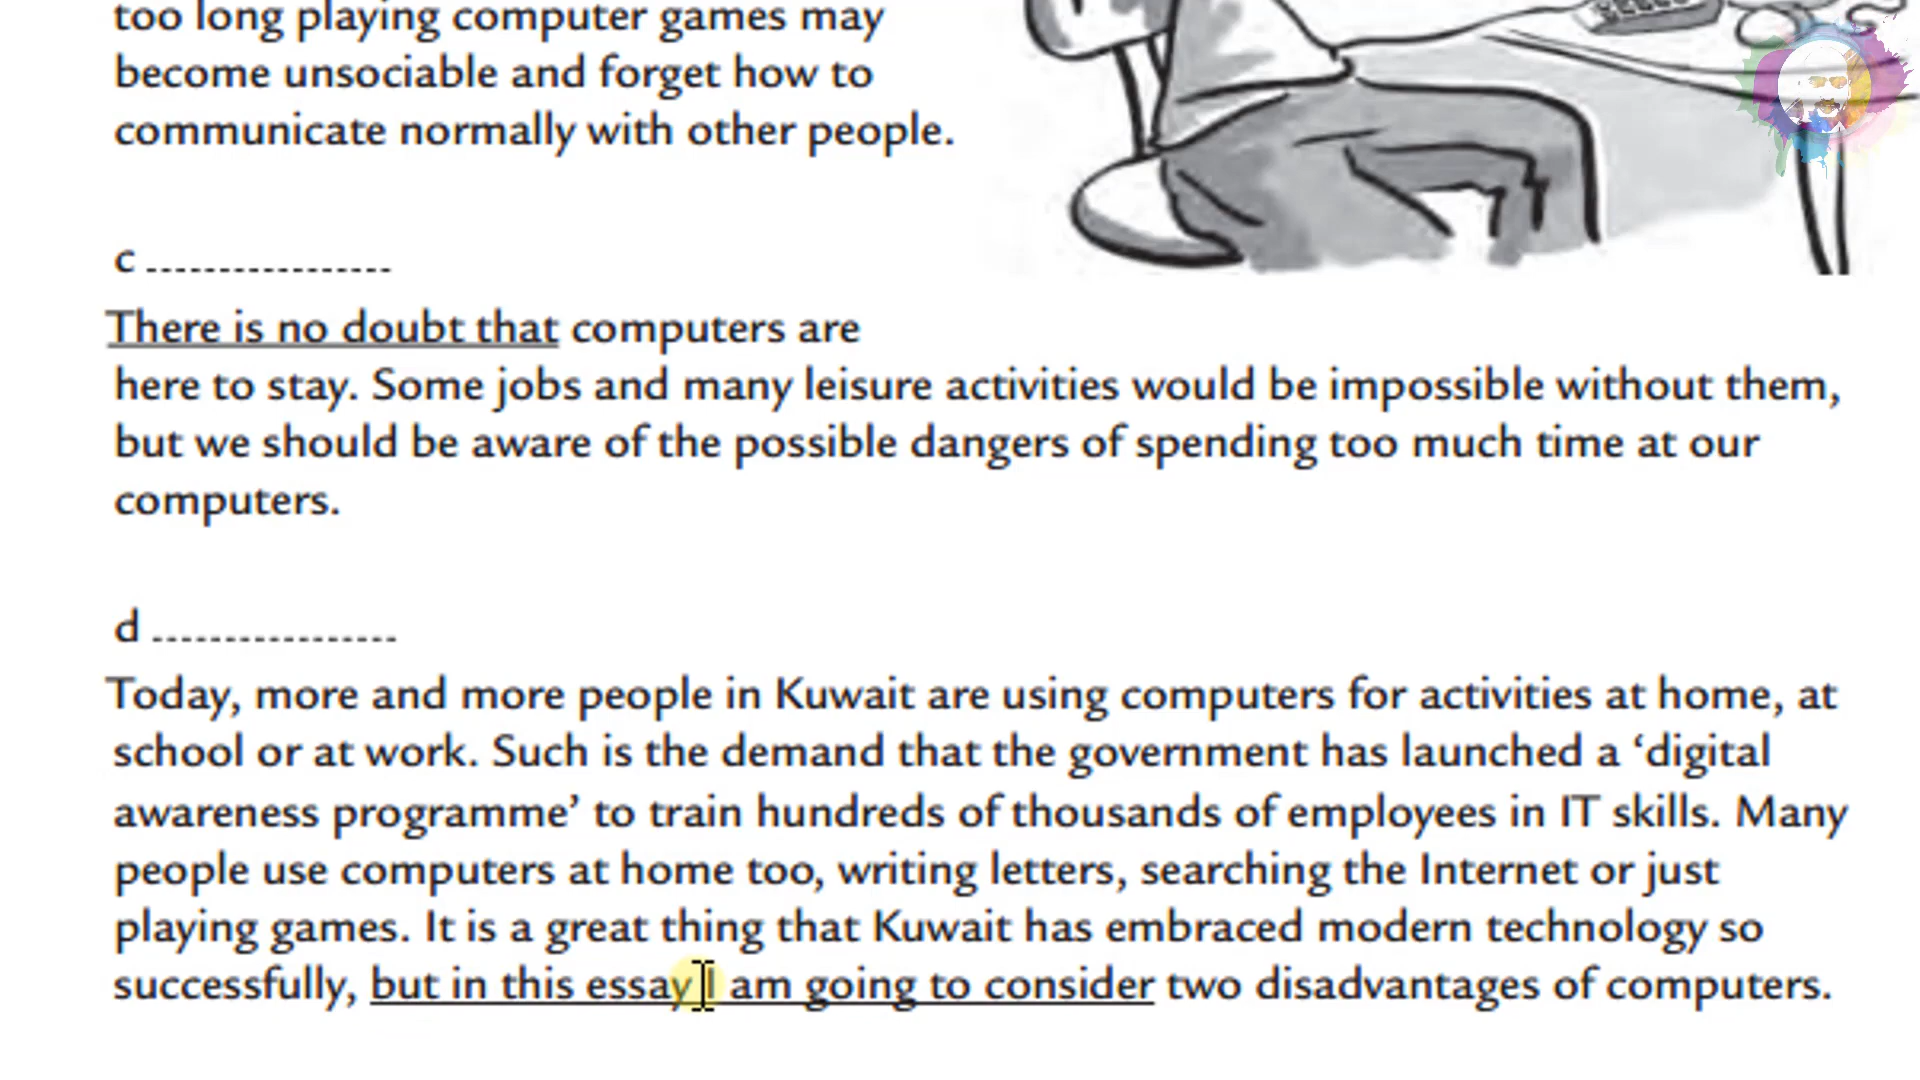 too long playing computer games may
become unsociable and forget how to
communicate normally with other people.
c .................
There is no doubt that computers are
here to stay. Some jobs and many leisure activities would be impossible without them,
but we should be aware of the possible dangers of spending too much time at our
computers.
d .................
Today, more and more people in Kuwait are using computers for activities at home, at
school or at work. Such is the demand that the government has launched a ‘digital
awareness programme’ to train hundreds of thousands of employees in IT skills. Many
people use computers at home too, writing letters, searching the Internet or just
playing games. It is a great thing that Kuwait has embraced modern technology so
successfully, but in this essay I am going to consider two disadvantages of computers.